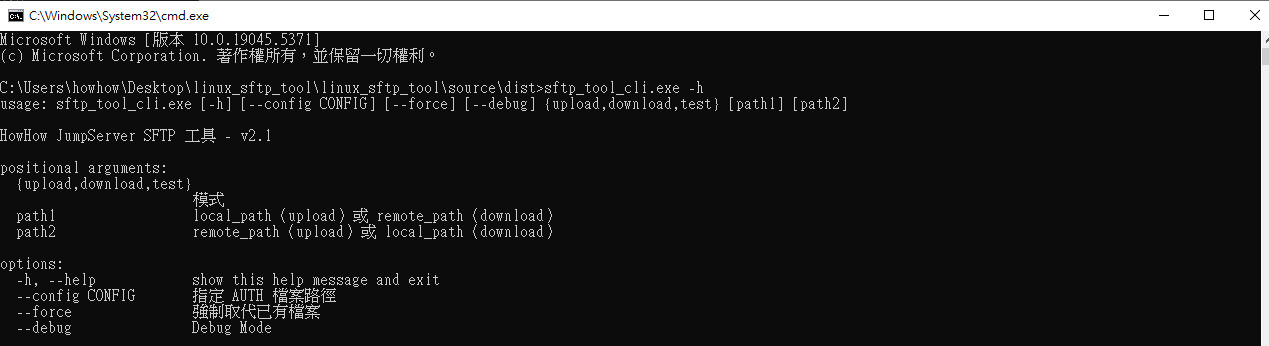 C:\Windows\System32\cmd.exe
Microsoft Windows [版本 10.0.19045.5371]
(c) Microsoft Corporation. 著作權所有，並保留一切權利。
C:\Users\howhow\Desktop\linux_sftp_tool\linux_sftp_tool\source\dist>sftp_tool_cli.exe -h
usage: sftp_tool_cli.exe [-h] [--config CONFIG] [--force] [--debug] {upload,download,test} [path1] [path2]
HowHow JumpServer SFTP 工具 - v2.1
positional arguments:
{upload,download,test}
模式
path1 local_path（upload）或 remote_path（download）
path2 remote_path（upload）或 local_path（download）
options:
-h, --help show this help message and exit
--config CONFIG 指定 AUTH 檔案路徑
--force 強制取代已有檔案
--debug Debug Mode